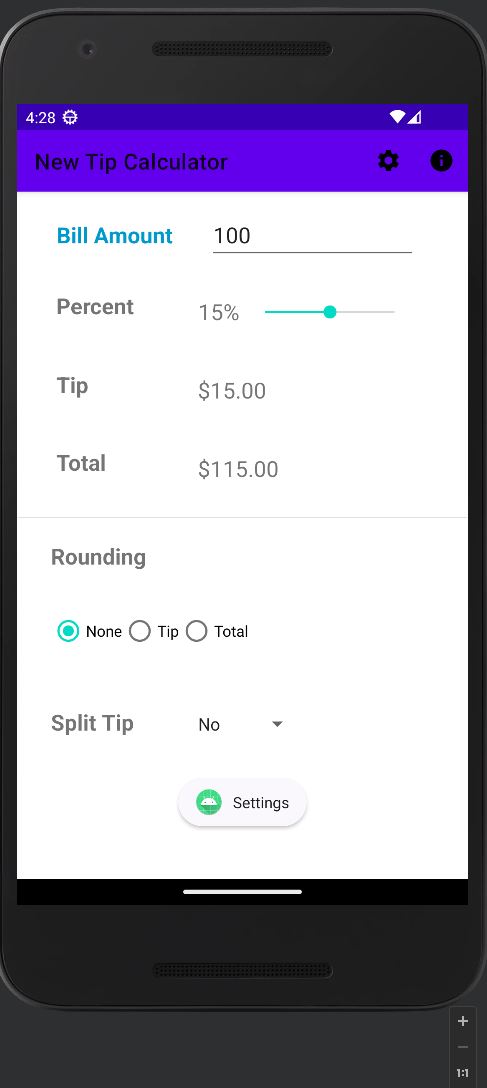 4:28
New Tip Calculator
Bill Amount 100
Percent 15%
Tip $15.00
Total $115.00
Rounding
None Tip Total
Split Tip No
Settings
+
−
1:1